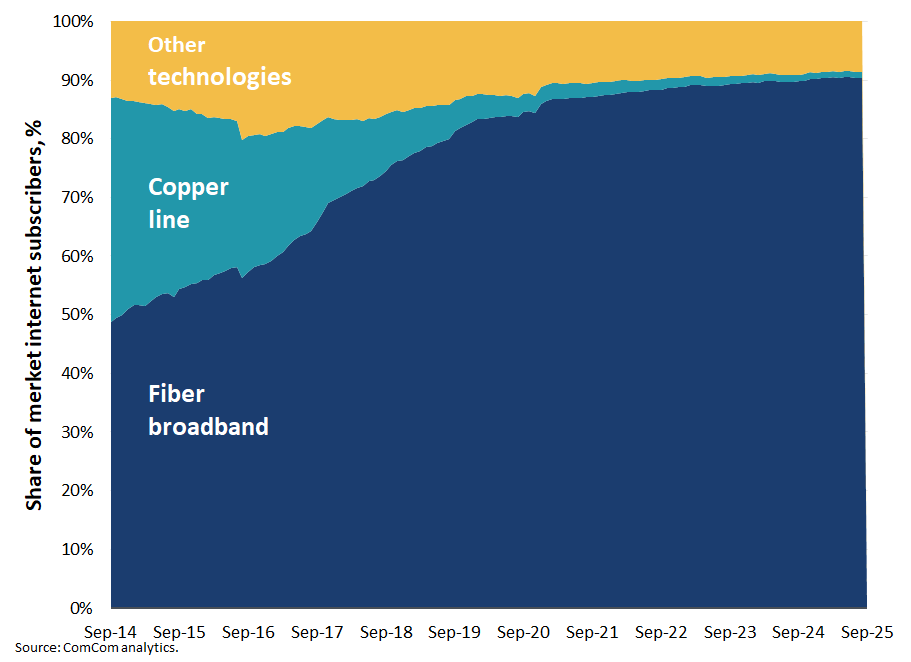 100%
90%
80%
70%
60%
50%
40%
30%
20%
10%
0%
Share of merket internet subscribers, %
Other
technologies
Copper
line
Fiber
broadband
Sep-14 Sep-15 Sep-16 Sep-17 Sep-18 Sep-19 Sep-20 Sep-21 Sep-22 Sep-23 Sep-24 Sep-25
Source: ComCom analytics.